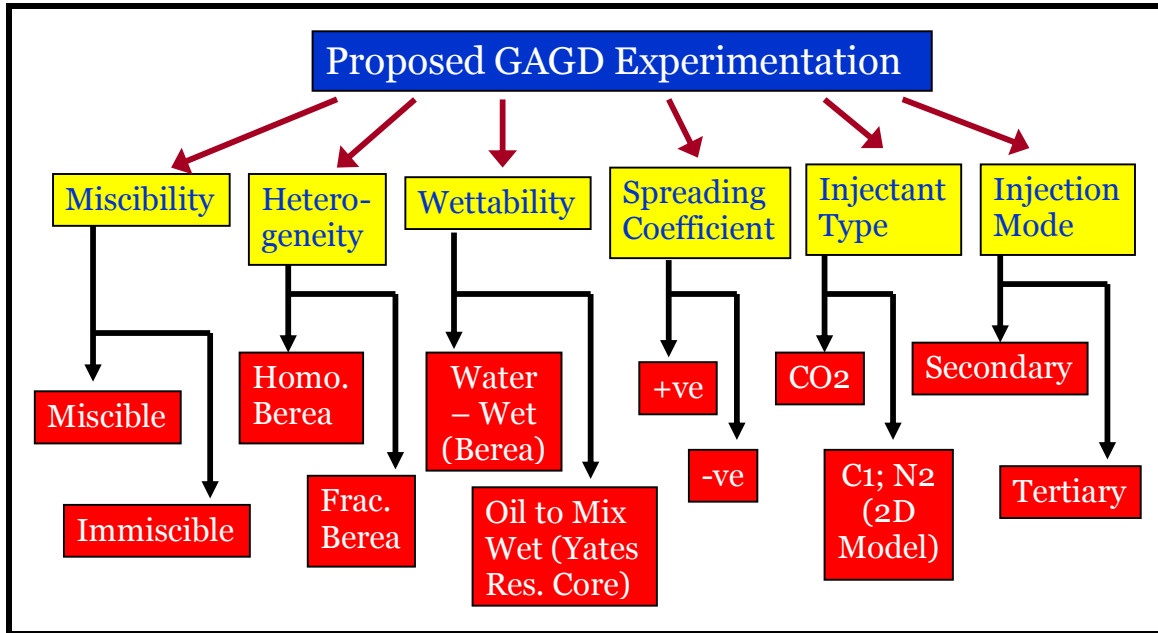 Proposed GAGD Experimentation
Miscibility
Hetero-
geneity
Wettability
Spreading
Coefficient
Injectant
Type
Injection
Mode
Miscible
Immiscible
Homo.
Berea
Frac.
Berea
Water
– Wet
(Berea)
Oil to Mix
Wet (Yates
Res. Core)
+ve
-ve
CO2
C1; N2
(2D
Model)
Secondary
Tertiary